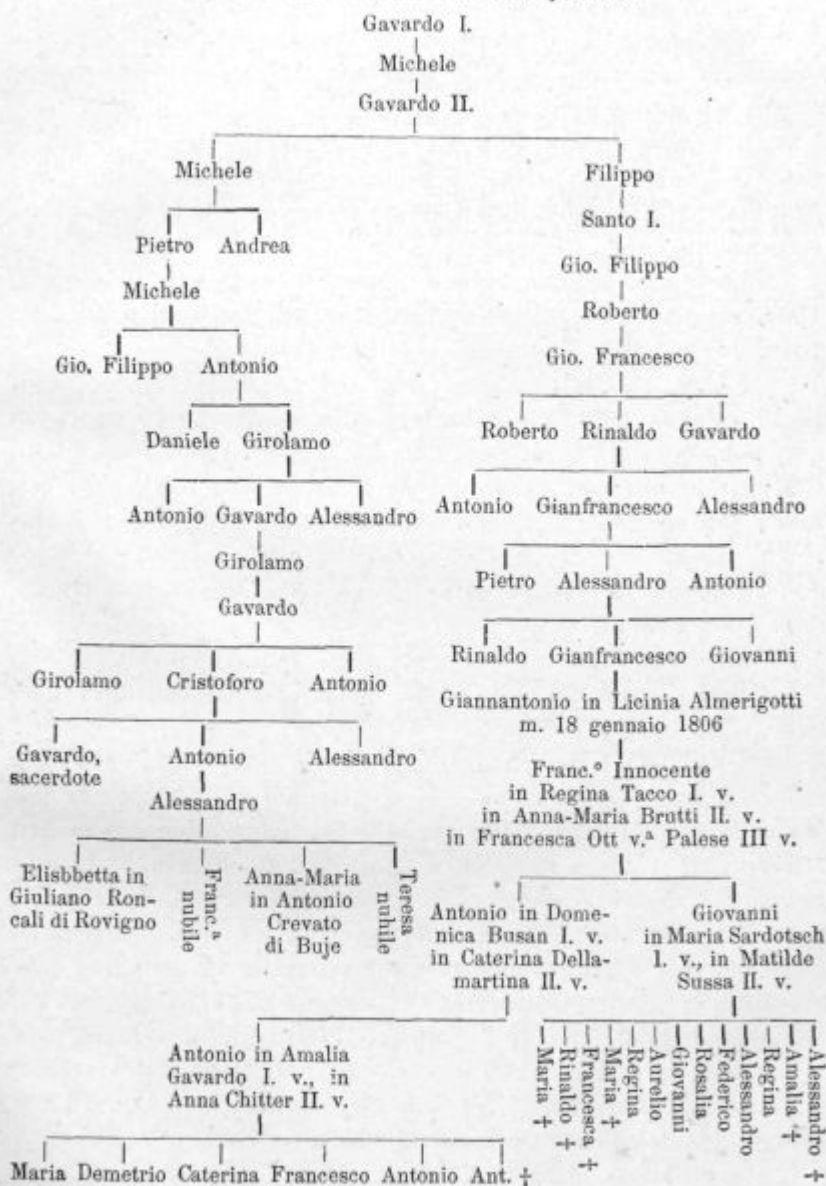 Gavardo I.
Michele
Gavardo II.
Michele Filippo
Santo I.
Pietro Andrea
Gio. Filippo
Michele
Roberto
Gio. Filippo Antonio
Gio. Francesco
Daniele Girolamo
Roberto Rinaldo Gavardo
Antonio Gavardo Alessandro
Antonio Gianfrancesco Alessandro
Girolamo
Pietro Alessandro Antonio
Gavardo
Rinaldo Gianfrancesco Giovanni
Girolamo Cristoforo Antonio
Giannantonio in Licinia Almerigotti
m. 18 gennaio 1806
Gavardo,
sacerdote
Antonio
Alessandro
Franc.º Innocente
in Regina Tacco I. v.
in Anna-Maria Brutti II. v.
in Francesca Ott v.ª Palese III v.
Alessandro
Elisbbetta in
Giuliano Ron-
cali di Rovigno
Franc.ª
nubile
Anna-Maria
in Antonio
Crevato
di Buje
Teresa
nuhile
Antonio in Dome-
nica Busan I. v.
in Caterina Della-
martina II. v.
Giovanni
in Maria Sardotsch
I. v., in Matilde
Sussa II. v.
Antonio in Amalia
Gavardo I. v., in
Anna Chitter II. v.
Maria ‡
Rinaldo ‡
Francesca ‡
Maria ‡
Regina
Aurelio
Giovanni
Rosalia
Federico
Alessandro
Regina
Amalia ‡
Alessandro ‡
Maria Demetrio Caterina Francesco Antonio Ant. ‡